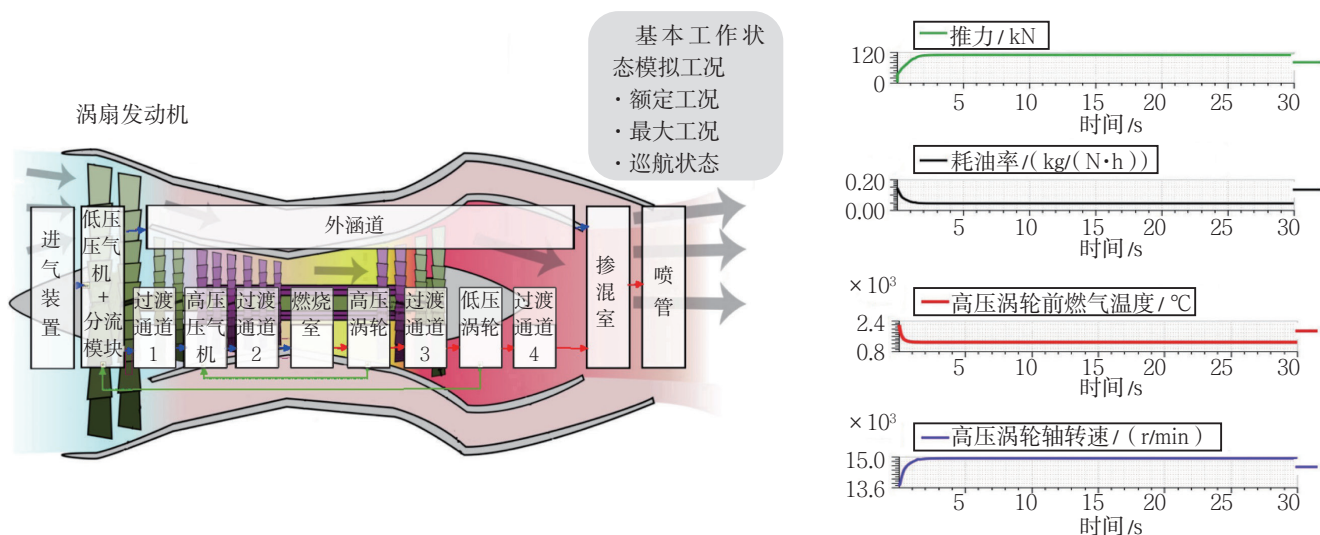 基本工作状
态模拟工况
·额定工况
·最大工况
·巡航状态
涡扇发动机
进气装置
低压压气机+分流模块
外涵道
过渡通道1
高压压气机
过渡通道2
燃烧室
高压涡轮
过渡通道3
低压涡轮
过渡通道4
掺混室
喷管
推力/kN
120
0
5 10 15 20 25 30
时间/s
耗油率/(kg/(N·h))
0.20
0.00
5 10 15 20 25 30
时间/s
×10³
高压涡轮前燃气温度/℃
2.4
0.8
5 10 15 20 25 30
时间/s
×10³
高压涡轮轴转速/(r/min)
15.0
13.6
5 10 15 20 25 30
时间/s